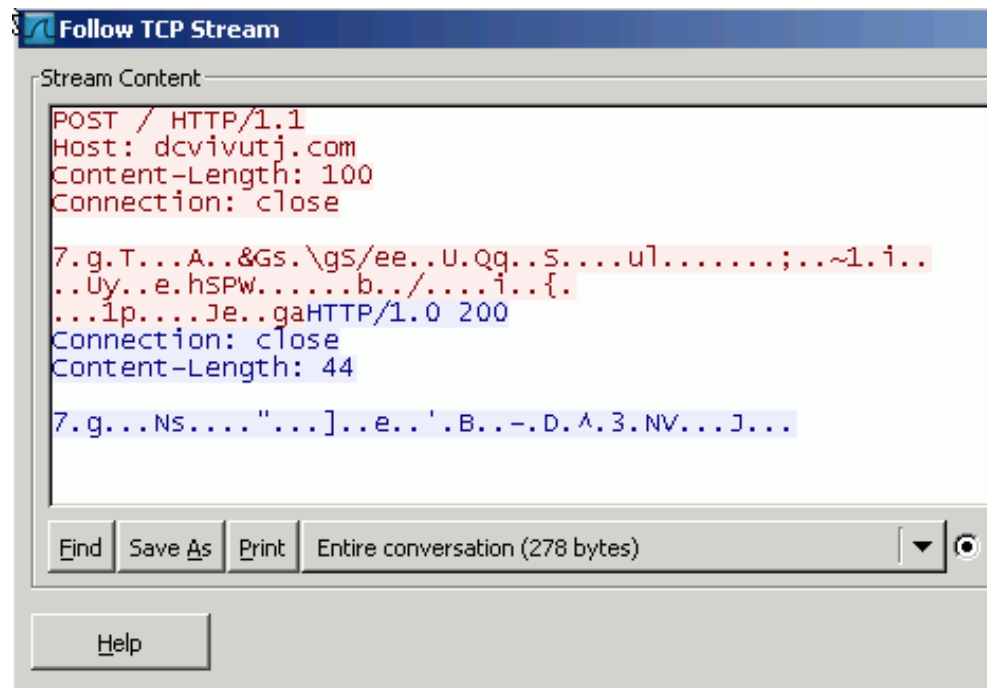 Follow TCP Stream
Stream Content
POST / HTTP/1.1
Host: dcvivutj.com
Content-Length: 100
Connection: close
7.g.T...A..&Gs.\gS/ee..U.Qq..S....ul.......;..~1.i..
..Uy..e.hSPW......b../....i..{.
...1p....Je..gaHTTP/1.0 200
Connection: close
Content-Length: 44
7.g...Ns...."...]..e..'.B..-.D.^.3.NV...J...
Find Save As Print Entire conversation (278 bytes)
Help